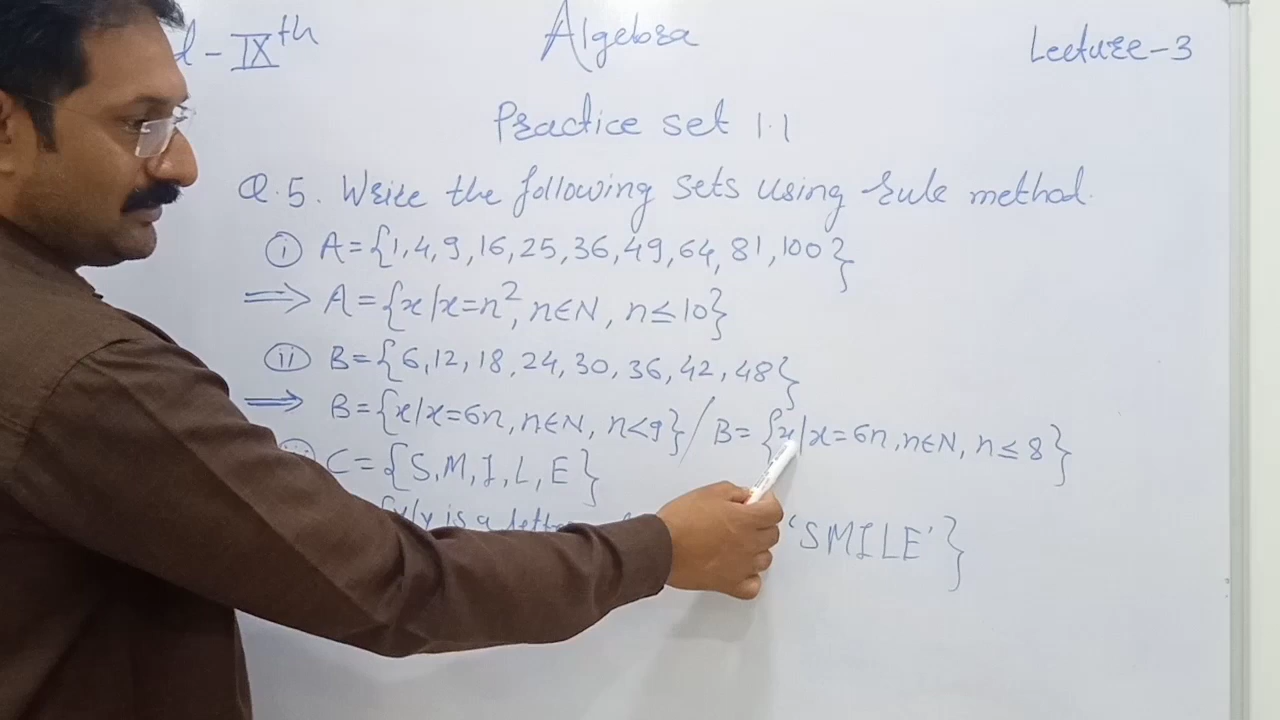 d - IXth Algebra Lecture-3
Practice set 1.1
Q.5. Write the following sets using rule method.
(i) A={1,4,9,16,25,36,49,64,81,100}
⇒ A={x/x=n², n∈N, n≤10}
(ii) B={6,12,18,24,30,36,42,48}
⇒ B={x/x=6n, n∈N, n<9} / B={x/x=6n, n∈N, n≤8}
C={S,M,I,L,E}
is a 'SMILE'}